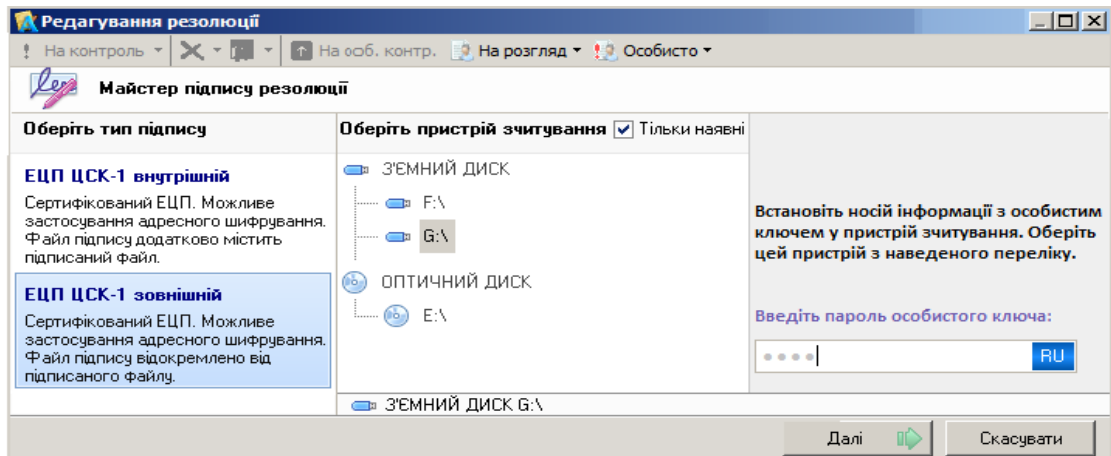 Редагування резолюції
! На контроль На особ. контр. На розгляд Особисто
Майстер підпису резолюції
Оберіть тип підпису
ЕЦП ЦСК-1 внутрішній
Сертифікований ЕЦП. Можливе
застосування адресного шифрування.
Файл підпису додатково містить
підписаний файл.
ЕЦП ЦСК-1 зовнішній
Сертифікований ЕЦП. Можливе
застосування адресного шифрування.
Файл підпису відокремлено від
підписаного файлу.
Оберіть пристрій зчитування Тільки наявні
З'ЄМНИЙ ДИСК
F:\
G:\
ОПТИЧНИЙ ДИСК
E:\
З'ЄМНИЙ ДИСК G:\
Встановіть носій інформації з особистим
ключем у пристрій зчитування. Оберіть
цей пристрій з наведеного переліку.
Введіть пароль особистого ключа:
RU
Далі Скасувати